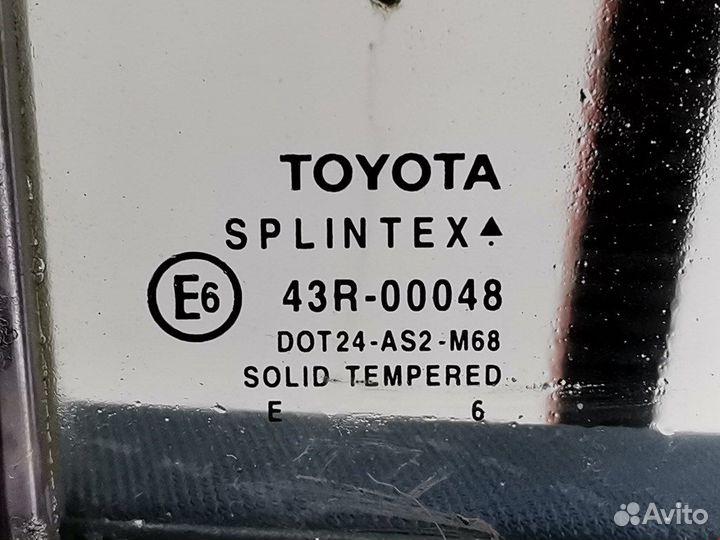 TOYOTA
SPLINTEX
E6 43R-00048
DOT24-AS2-M68
SOLID TEMPERED
E 6
Avito